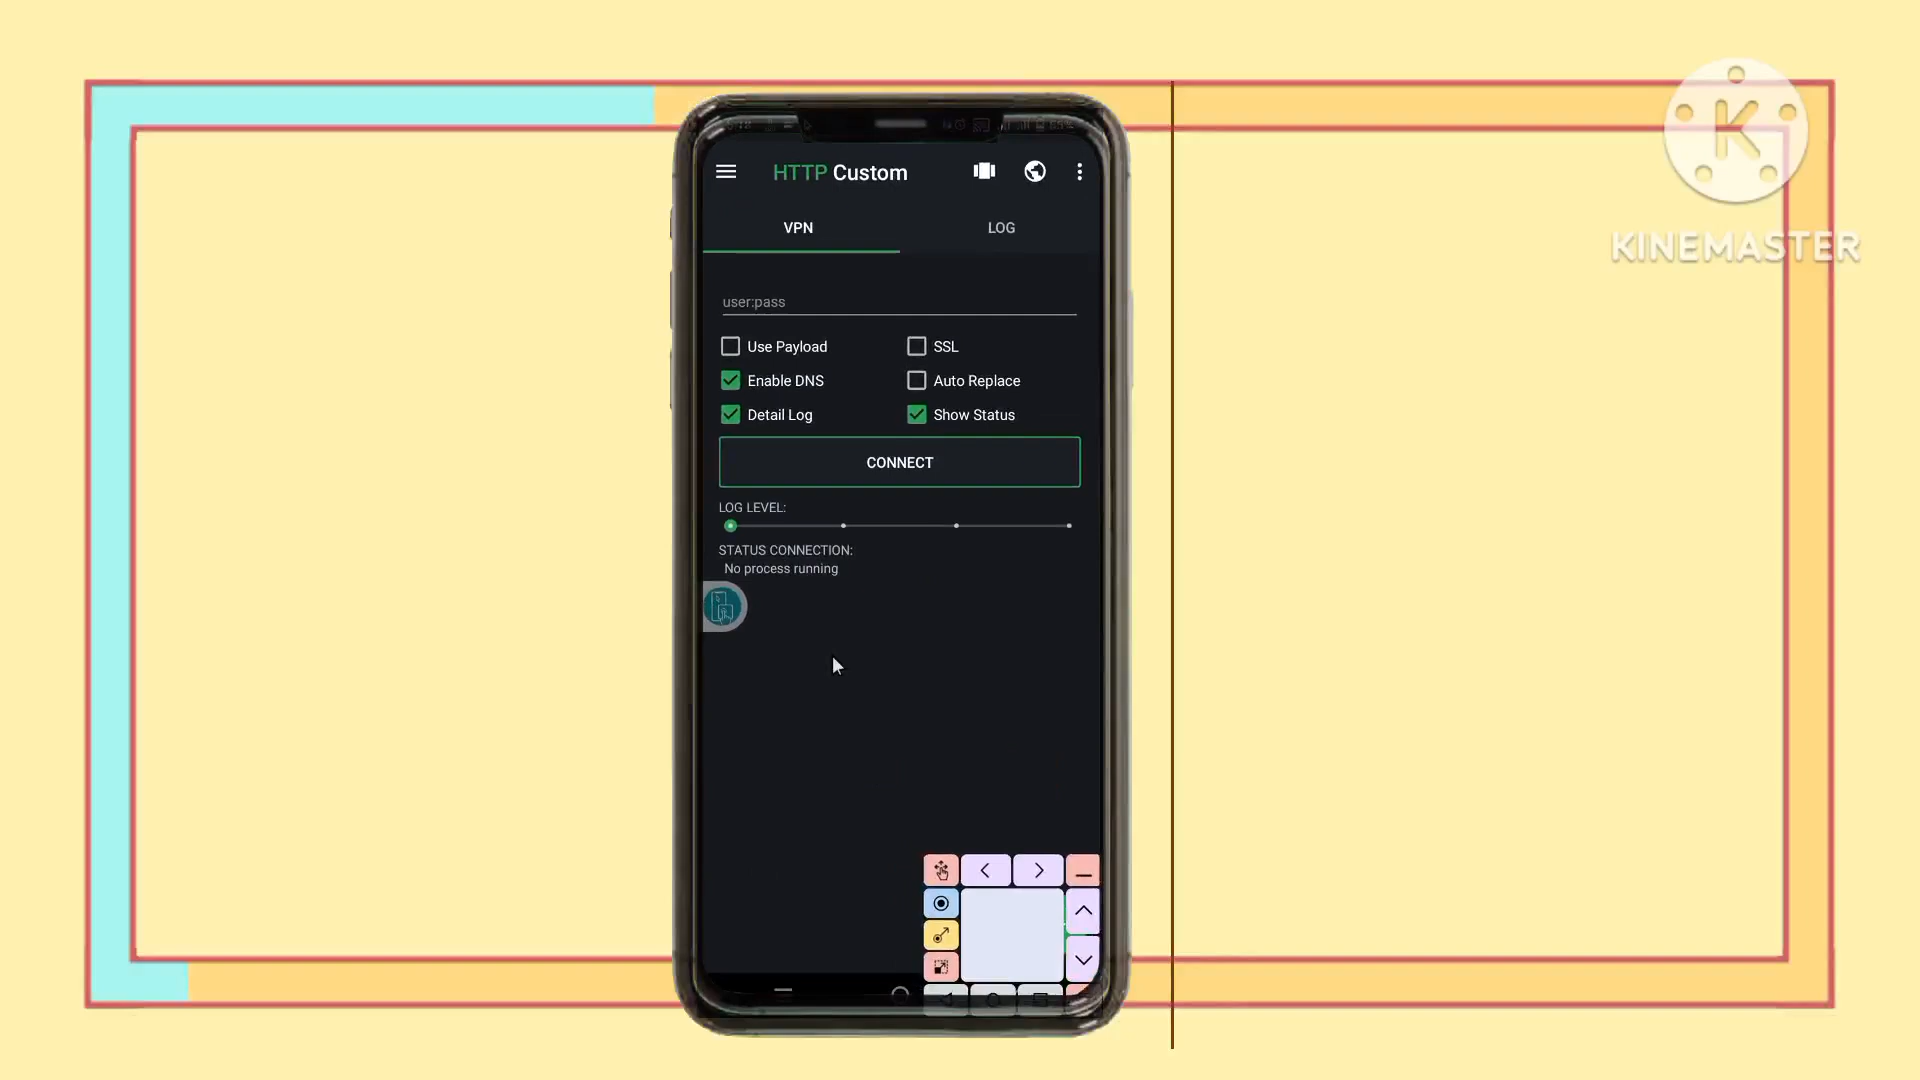 HTTP Custom
VPN LOG
user:pass
Use Payload SSL
Enable DNS Auto Replace
Detail Log Show Status
CONNECT
LOG LEVEL:
STATUS CONNECTION:
No process running
K
KINEMASTER